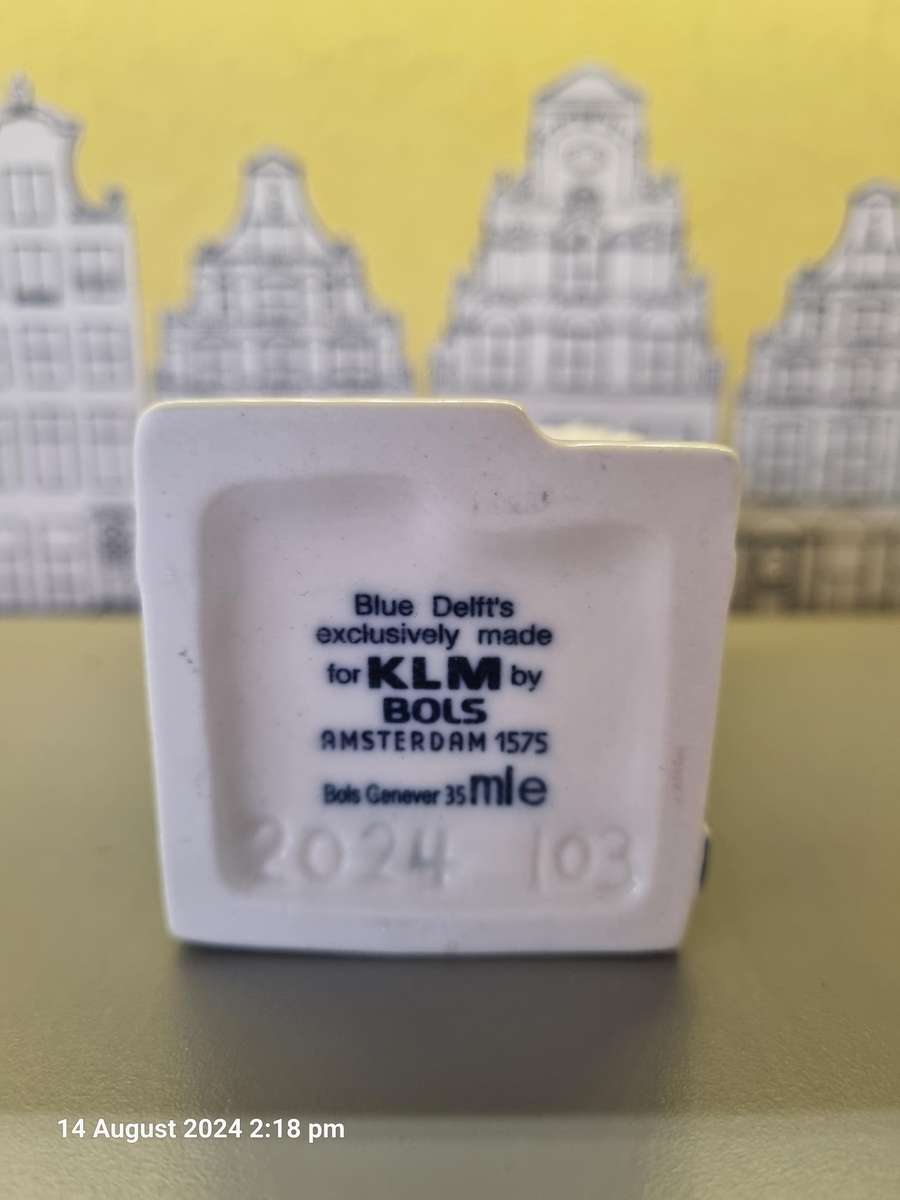 Blue Delft's
exclusively made
for KLM by
BOLS
AMSTERDAM 1575
Bols Genever 35 ml e
2024 103
14 August 2024 2:18 pm